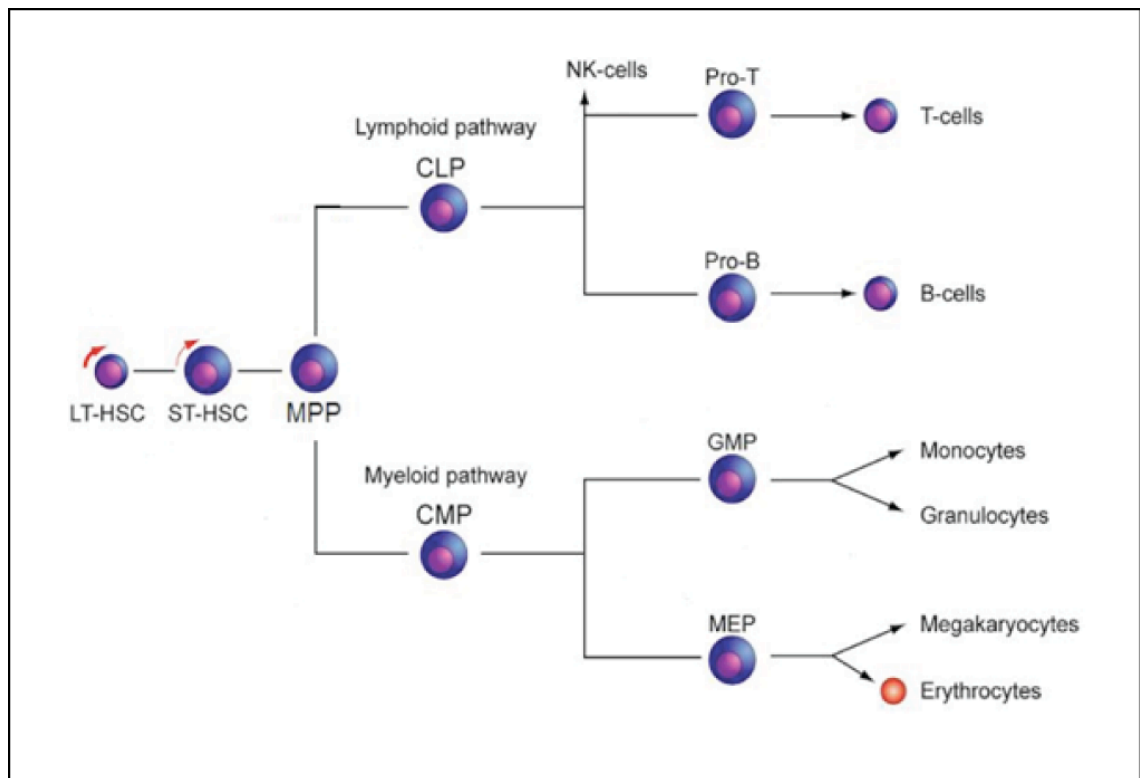 NK-cells
Pro-T
T-cells
Lymphoid pathway
CLP
Pro-B
B-cells
LT-HSC
ST-HSC
MPP
GMP
Monocytes
Myeloid pathway
CMP
Granulocytes
MEP
Megakaryocytes
Erythrocytes